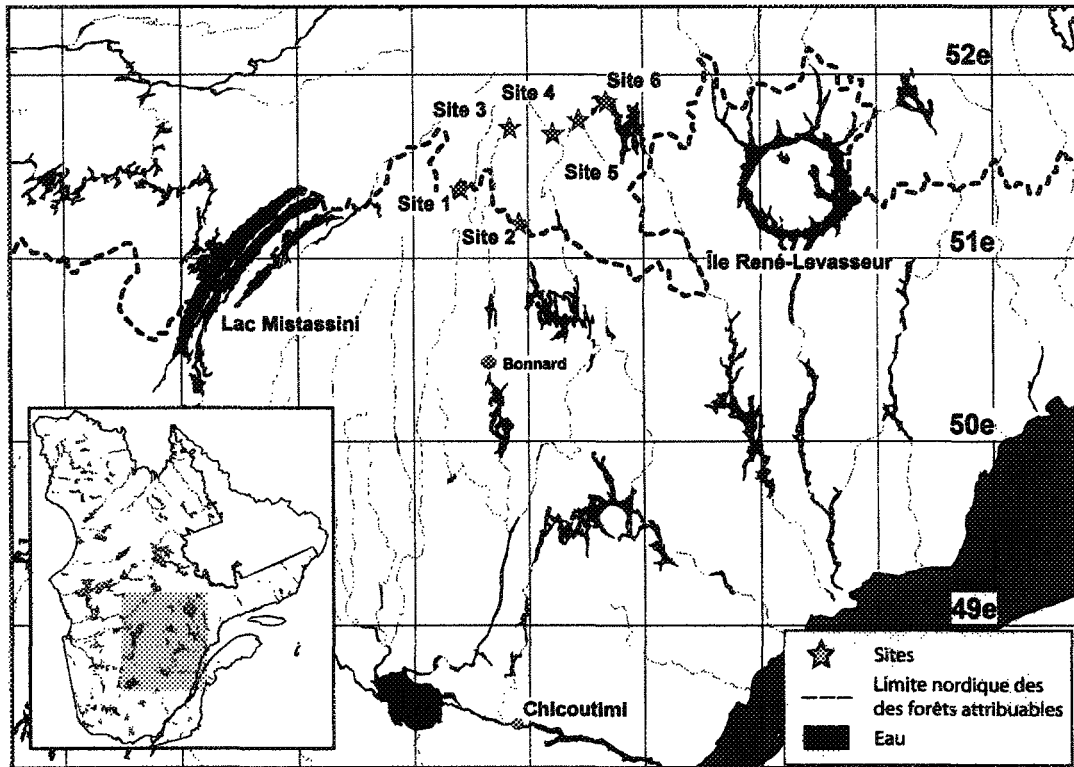 52e
Site 6
Site 4
Site 3
Site 5
Site 1
Site 2
51e
Île René-Levasseur
Lac Mistassini
Bonnard
50e
49e
Sites
Limite nordique des
des forêts attribuables
Eau
Chicoutimi